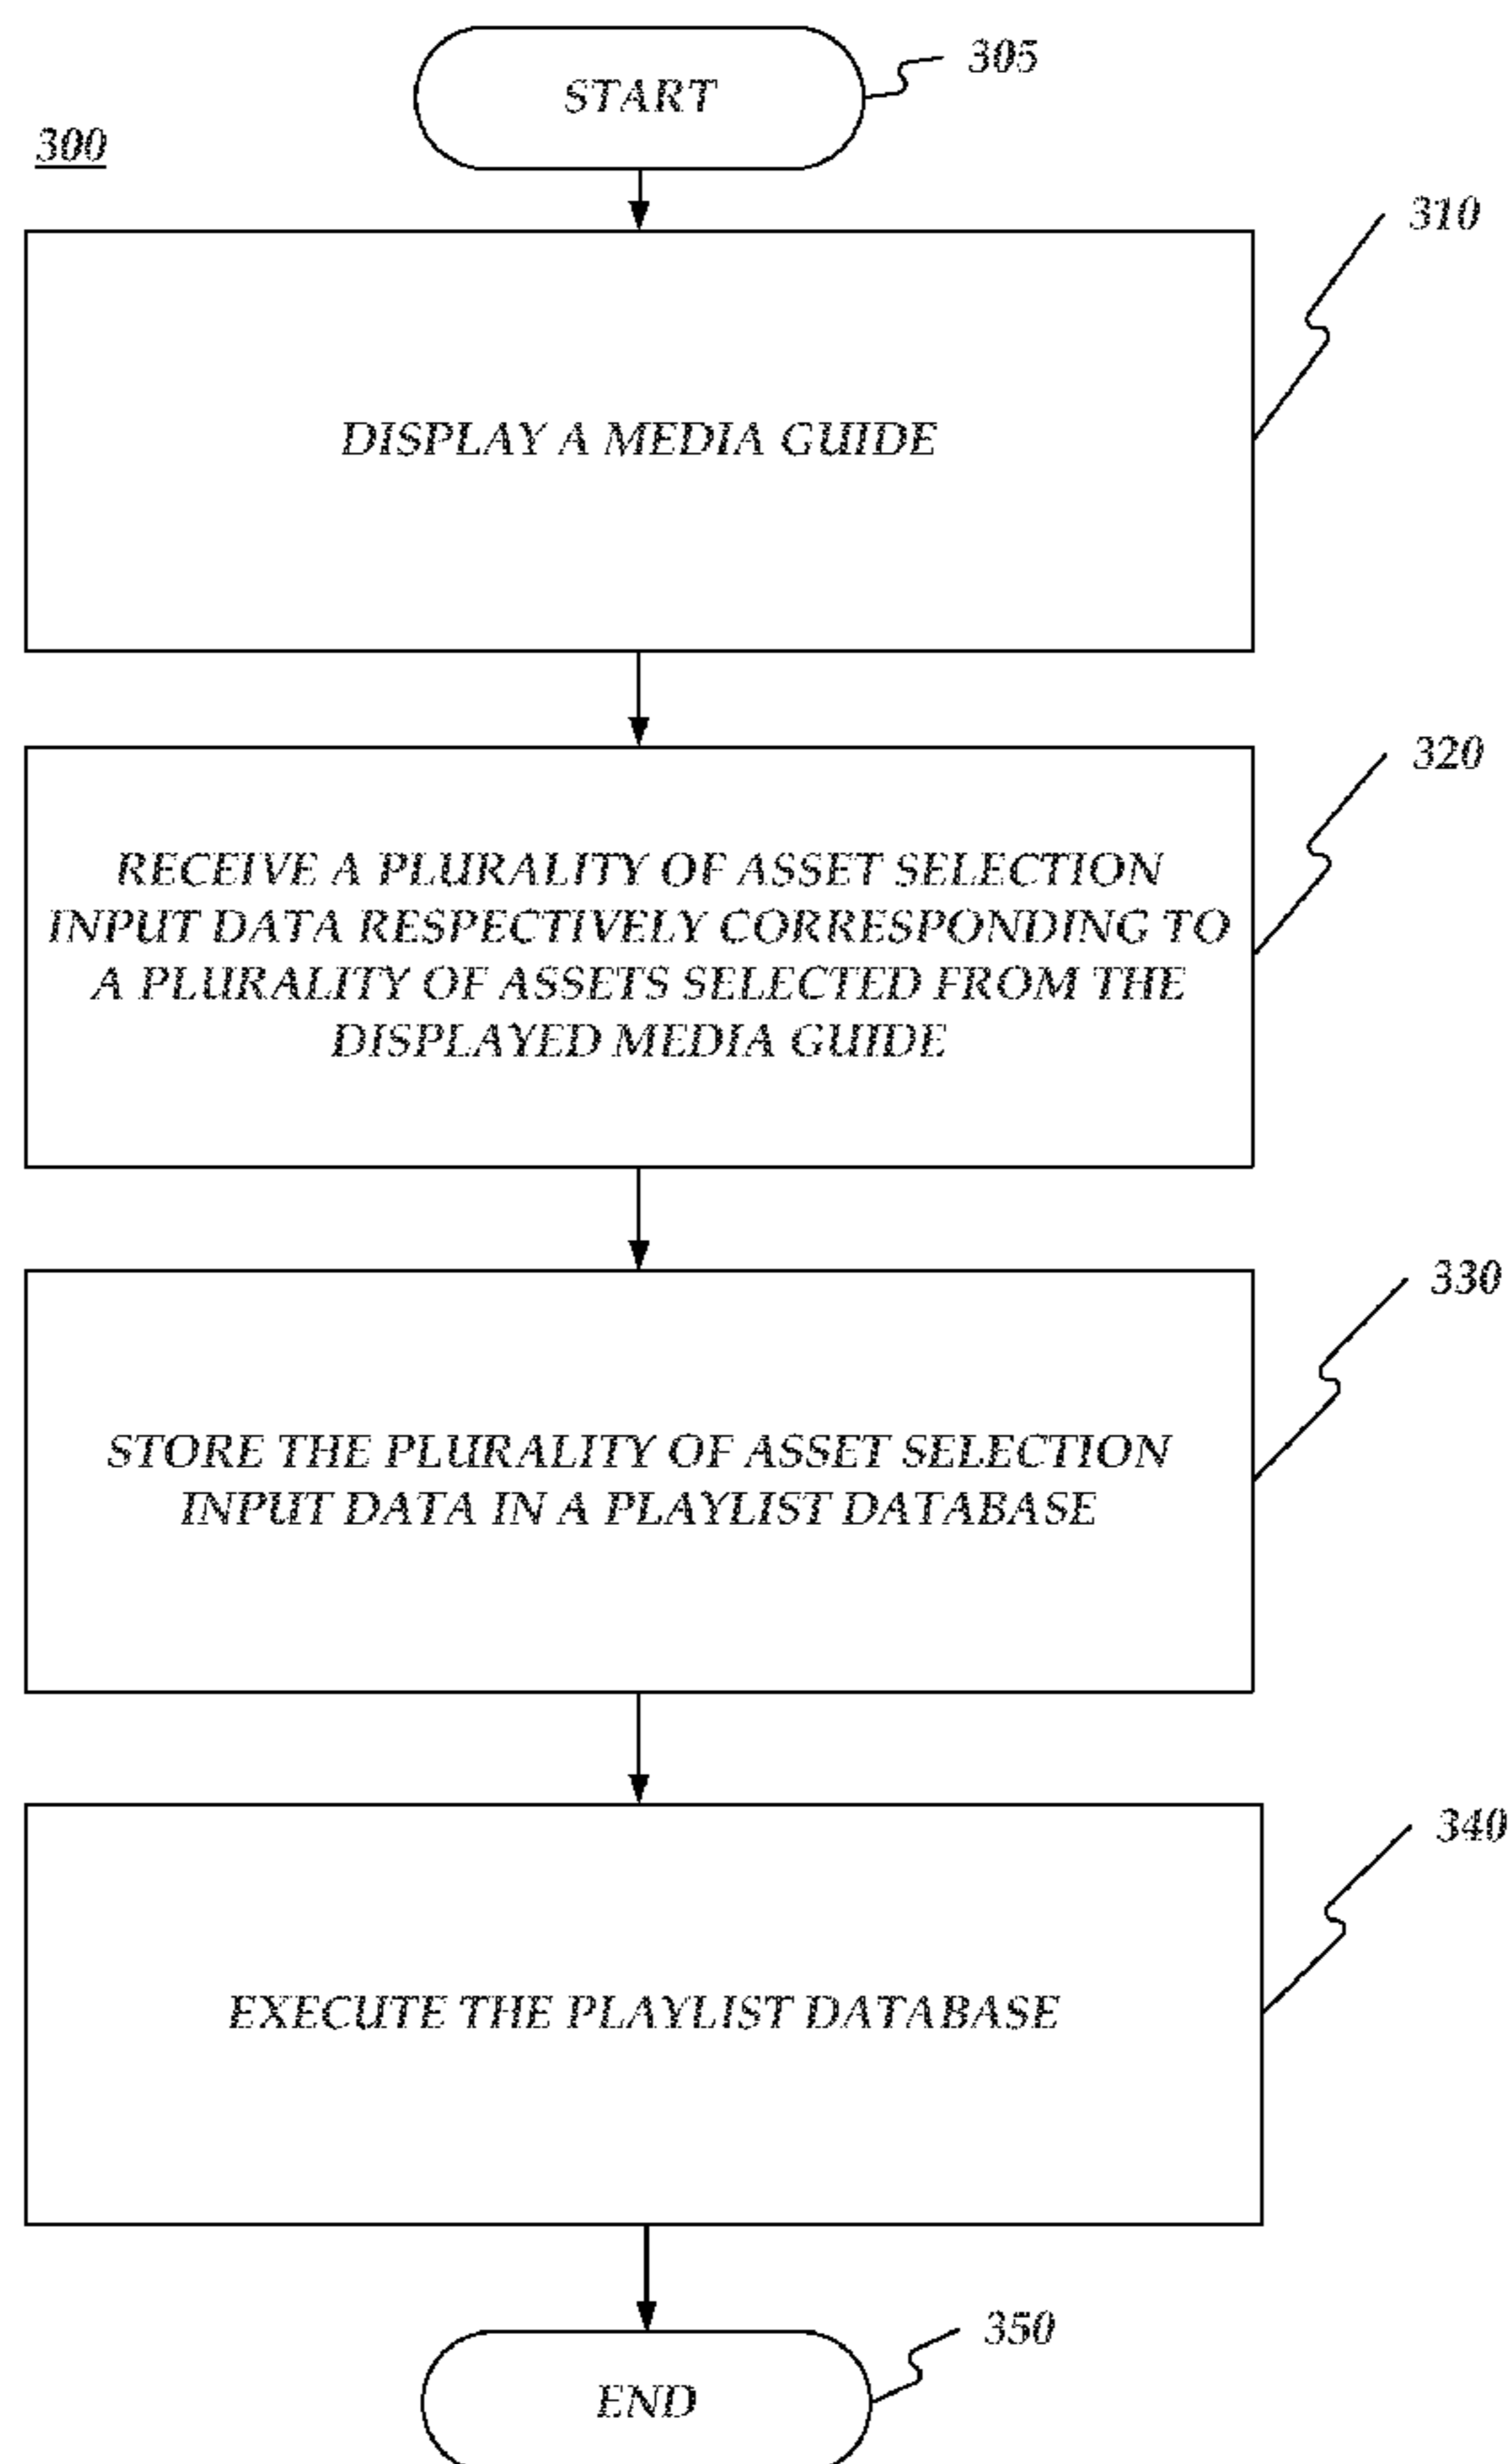 START
305
300
310
DISPLAY A MEDIA GUIDE
320
RECEIVE A PLURALITY OF ASSET SELECTION
INPUT DATA RESPECTIVELY CORRESPONDING TO
A PLURALITY OF ASSETS SELECTED FROM THE
DISPLAYED MEDIA GUIDE
330
STORE THE PLURALITY OF ASSET SELECTION
INPUT DATA IN A PLAYLIST DATABASE
340
EXECUTE THE PLAYLIST DATABASE
350
END